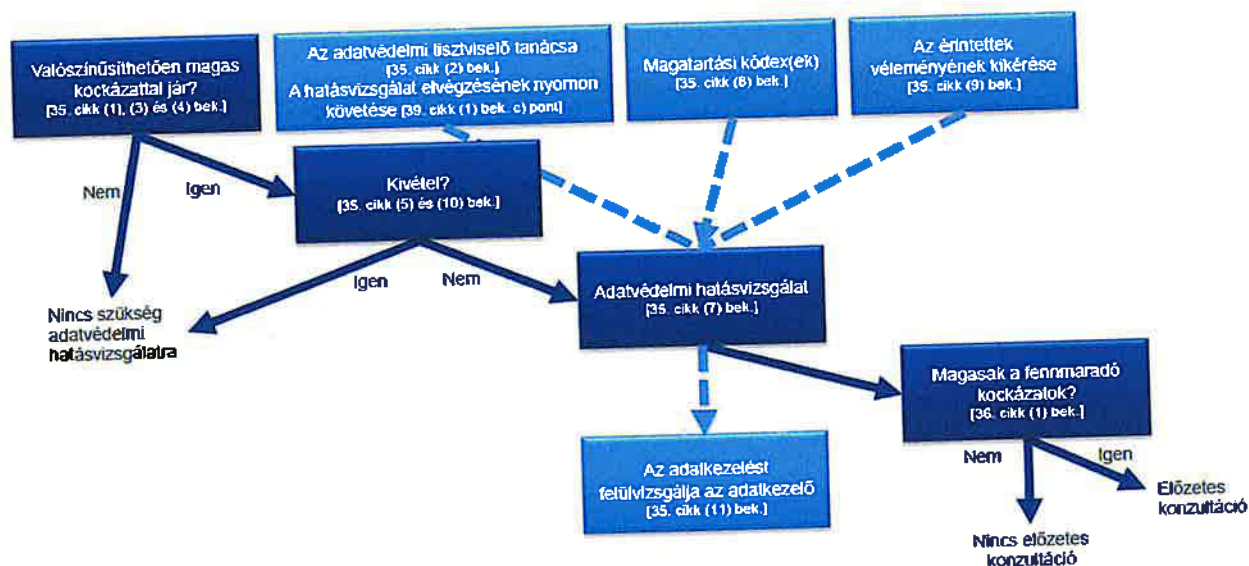 Valószínűsíthetően magas
kockázattal jár?
[35. cikk (1), (3) és (4) bek.]
Az adatvédelmi tisztviselő tanácsa
[35. cikk (2) bek.]
A hatásvizsgálat elvégzésének nyomon
követése [39. cikk (1) bek. c) pont]
Magatartási kódex(ek)
[35. cikk (8) bek.]
Az érintettek
véleményének kikérése
[35. cikk (9) bek.]
Nem
Igen
Kivétel?
[35. cikk (5) és (10) bek.]
Igen
Nem
Nincs szükség
adatvédelmi
hatásvizsgálatra
Adatvédelmi hatásvizsgálat
[35. cikk (7) bek.]
Magasak a fennmaradó
kockázatok?
[36. cikk (1) bek.]
Az adatkezelést
felülvizsgálja az adatkezelő
[35. cikk (11) bek.]
Nem
Igen
Előzetes
konzultáció
Nincs előzetes
konzultáció